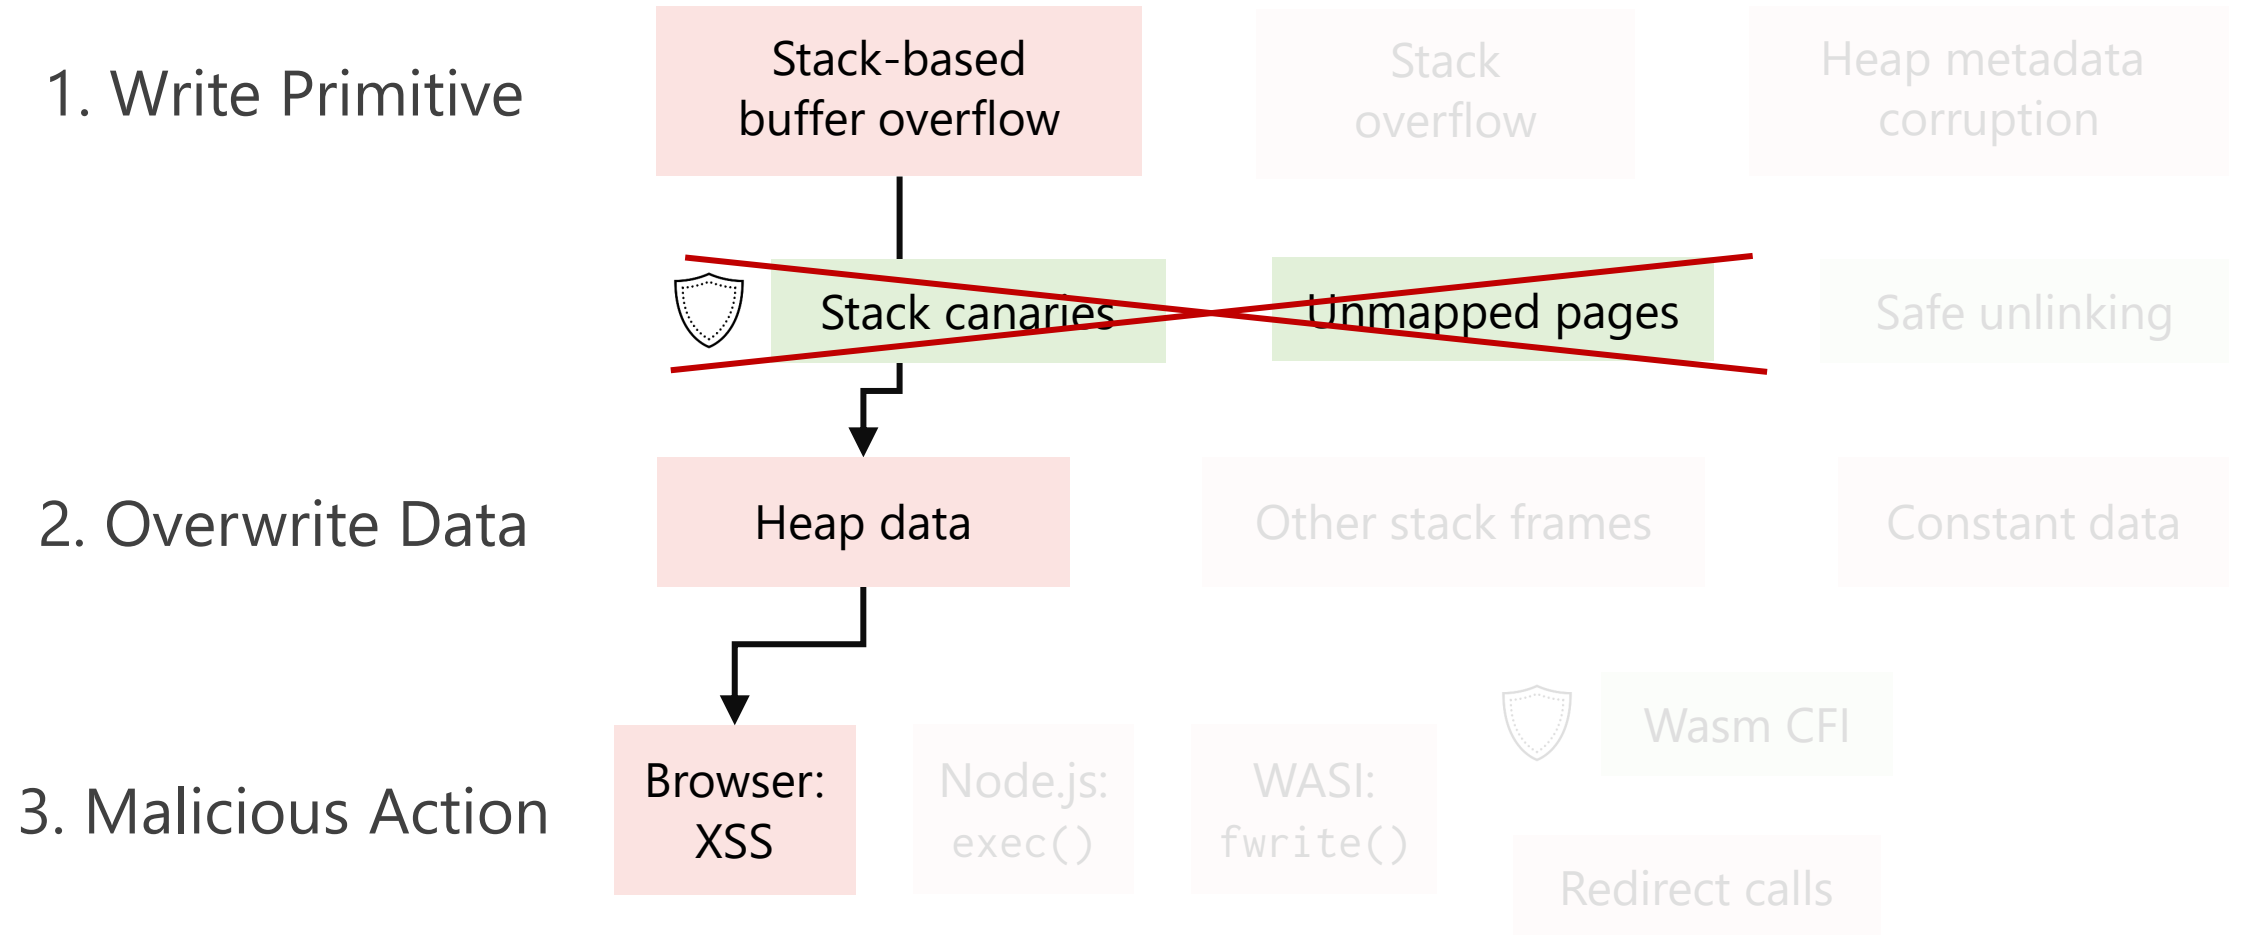 1. Write Primitive
Stack-based
buffer overflow
Stack
overflow
Heap metadata
corruption
Stack canaries
Unmapped pages
Safe unlinking
2. Overwrite Data
Heap data
Other stack frames
Constant data
3. Malicious Action
Browser:
XSS
Node.js:
exec()
WASI:
fwrite()
Wasm CFI
Redirect calls